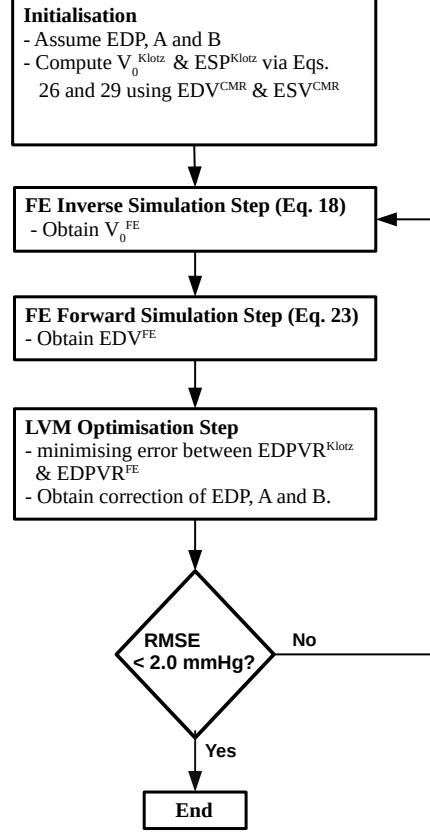 Initialisation
- Assume EDP, A and B
- Compute V₀ᴷˡᵒᵗᶻ & ESPᴷˡᵒᵗᶻ via Eqs.
26 and 29 using EDVᶜᴹᴿ & ESVᶜᴹᴿ
FE Inverse Simulation Step (Eq. 18)
- Obtain V₀ᶠᴱ
FE Forward Simulation Step (Eq. 23)
- Obtain EDVᶠᴱ
LVM Optimisation Step
- minimising error between EDPVRᴷˡᵒᵗᶻ
& EDPVRᶠᴱ
- Obtain correction of EDP, A and B.
RMSE
< 2.0 mmHg?
No
Yes
End